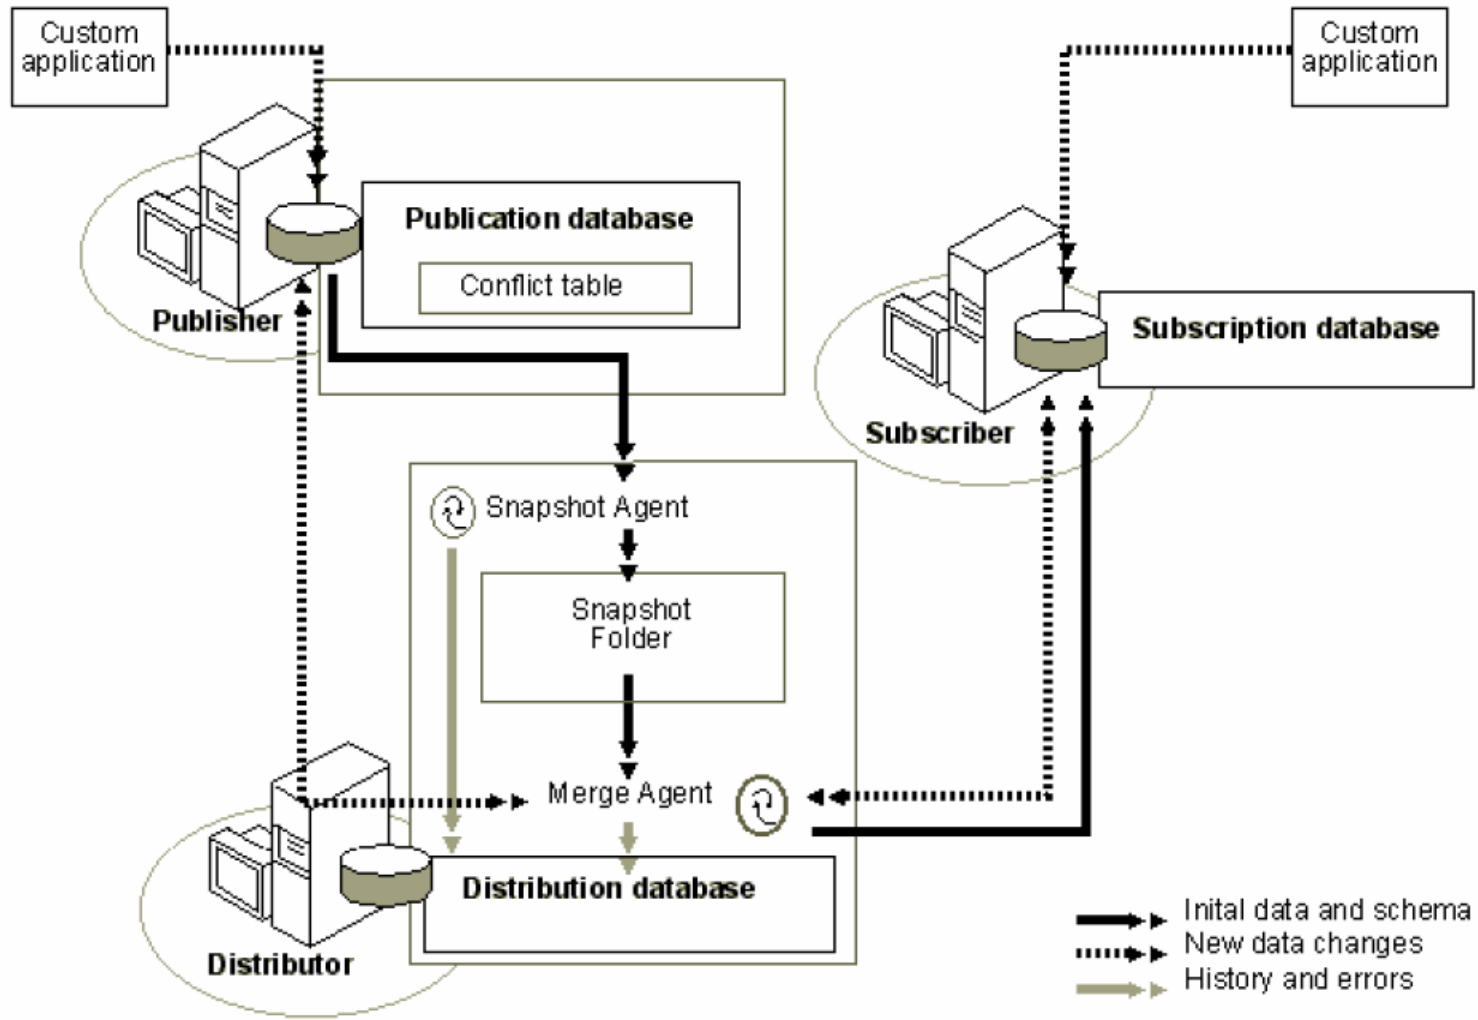 Custom
application
Custom
application
Publication database
Conflict table
Publisher
Subscription database
Subscriber
Snapshot Agent
Snapshot
Folder
Merge Agent
Distribution database
Distributor
Inital data and schema
New data changes
History and errors